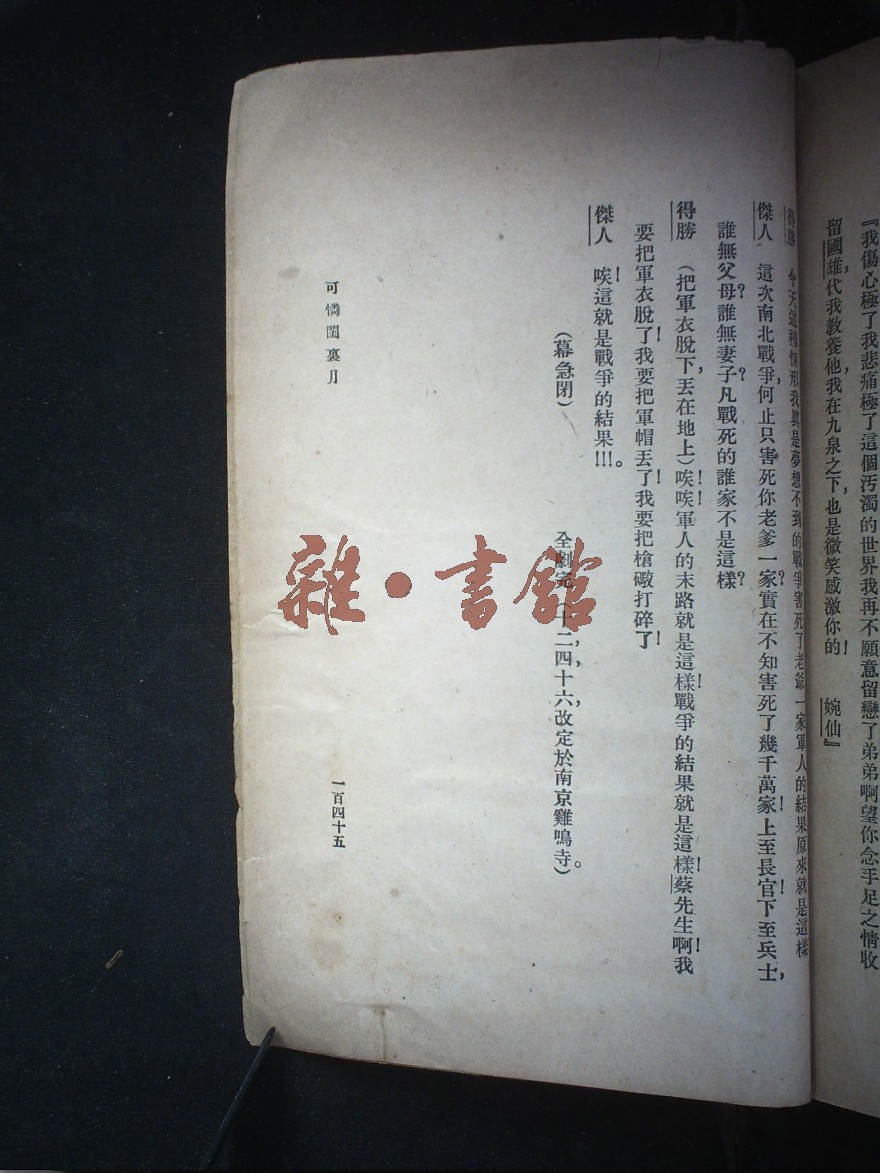 『我傷心極了我悲痛極了這個汚濁的世界我再不願意留戀了弟弟啊望你念手足之情收
留國雄，代我教養他，我在九泉之下，也是微笑感激你的！ 婉仙』
得勝 今天這種情形我真是夢想不到的戰爭害死了老爺一家軍人的結果原來就是這樣
傑人 這次南北戰爭，何止只害死你老爹一家？實在不知害死了幾千萬家！上至長官！下至兵士，
誰無父母？誰無妻子？凡戰死的誰家不是這樣？
得勝 （把軍衣脫下，丟在地上）唉！唉！軍人的末路就是這樣！戰爭的結果就是這樣！蔡先生啊！我
要把軍衣脫了！我要把軍帽丟了！我要把槍礮打碎了！
傑人 唉！這就是戰爭的結果!!!。
（幕急閉） 全劇完（十二，四，十六，改定於南京雞鳴寺。）
可憐閨裏月
一百四十五
雜·書館